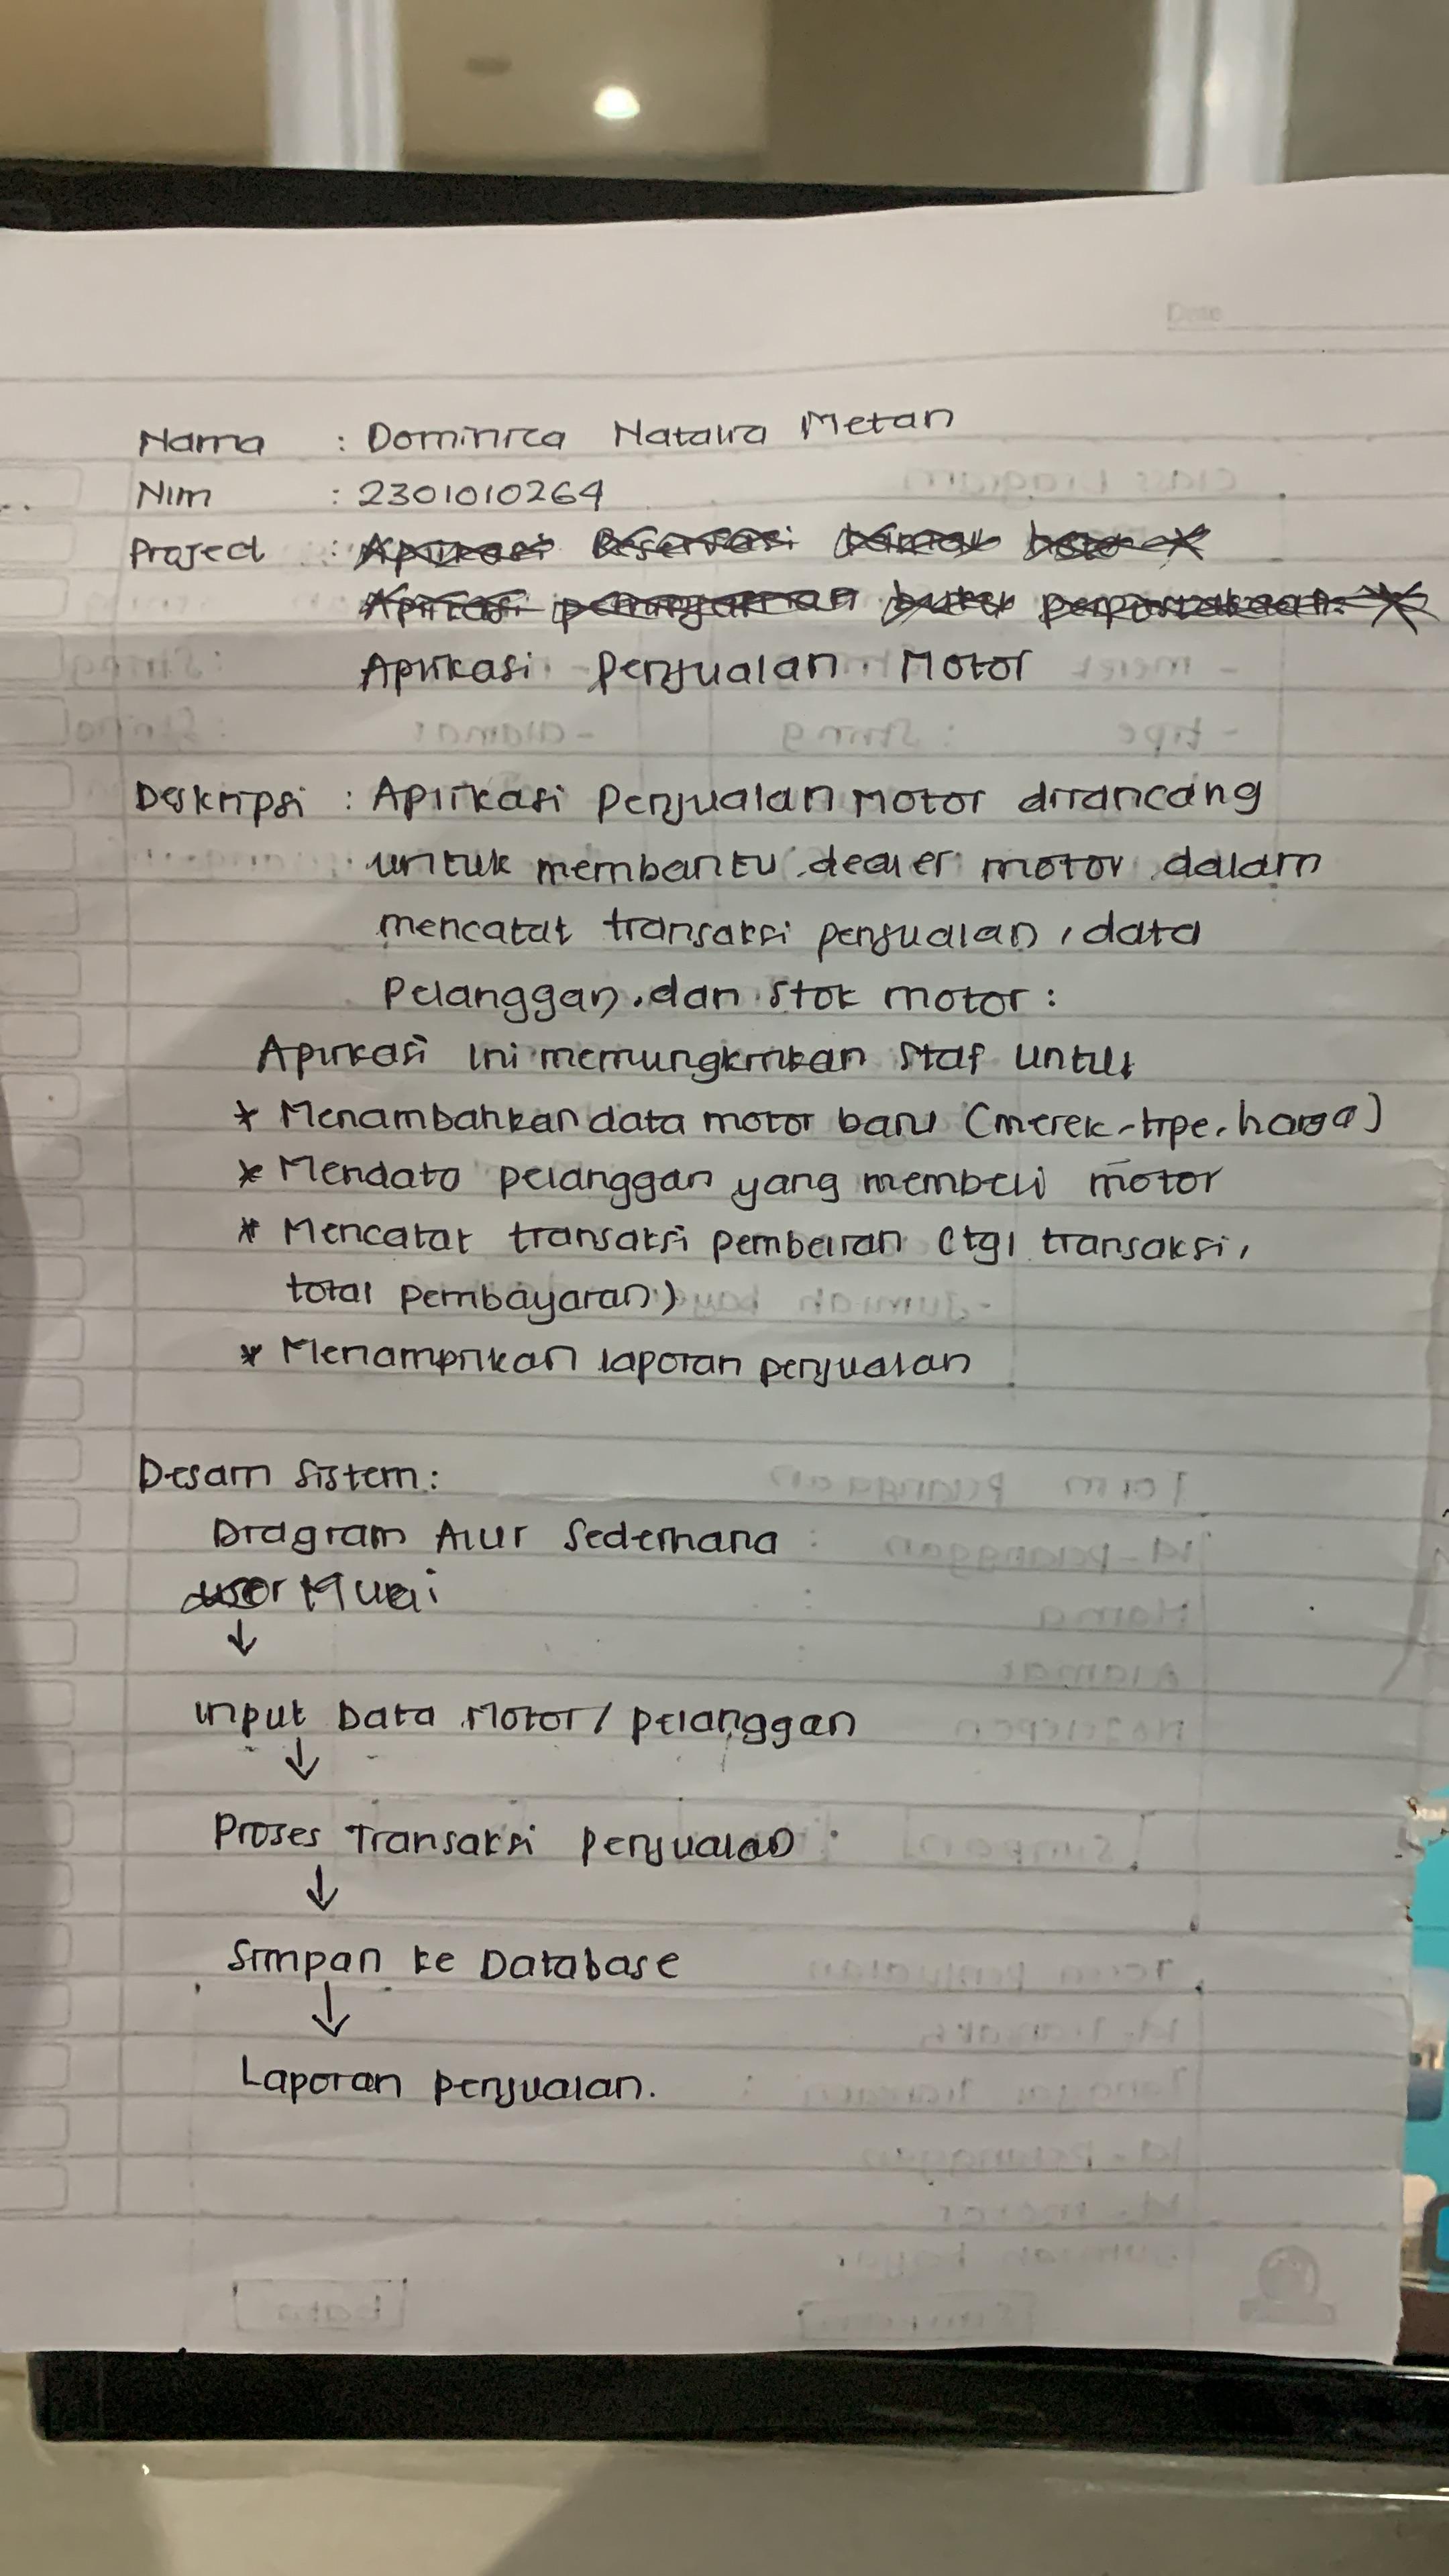 Date
Nama : Dominica Natalia Metan
Nim : 2301010264
Project : Aplikasi Reservasi kamar hotel
Aplikasi peminjaman buku perpustakaan.
Aplikasi Penjualan Motor
Deskripsi : Aplikasi Penjualan Motor dirancang
untuk membantu dealer motor dalam
mencatat transaksi penjualan, data
Pelanggan, dan stok motor :
Aplikasi ini memungkinkan staf untuk
* Menambahkan data motor baru (merek, tipe, harga)
* Mendata pelanggan yang membeli motor
* Mencatat transaksi pembelian (tgl transaksi,
total pembayaran)
* Menampilkan laporan penjualan
Desain Sistem :
Diagram Alur Sederhana
user Mulai
↓
Input Data Motor / pelanggan
↓
Proses Transaksi Penjualan
↓
Simpan ke Database
↓
Laporan penjualan.